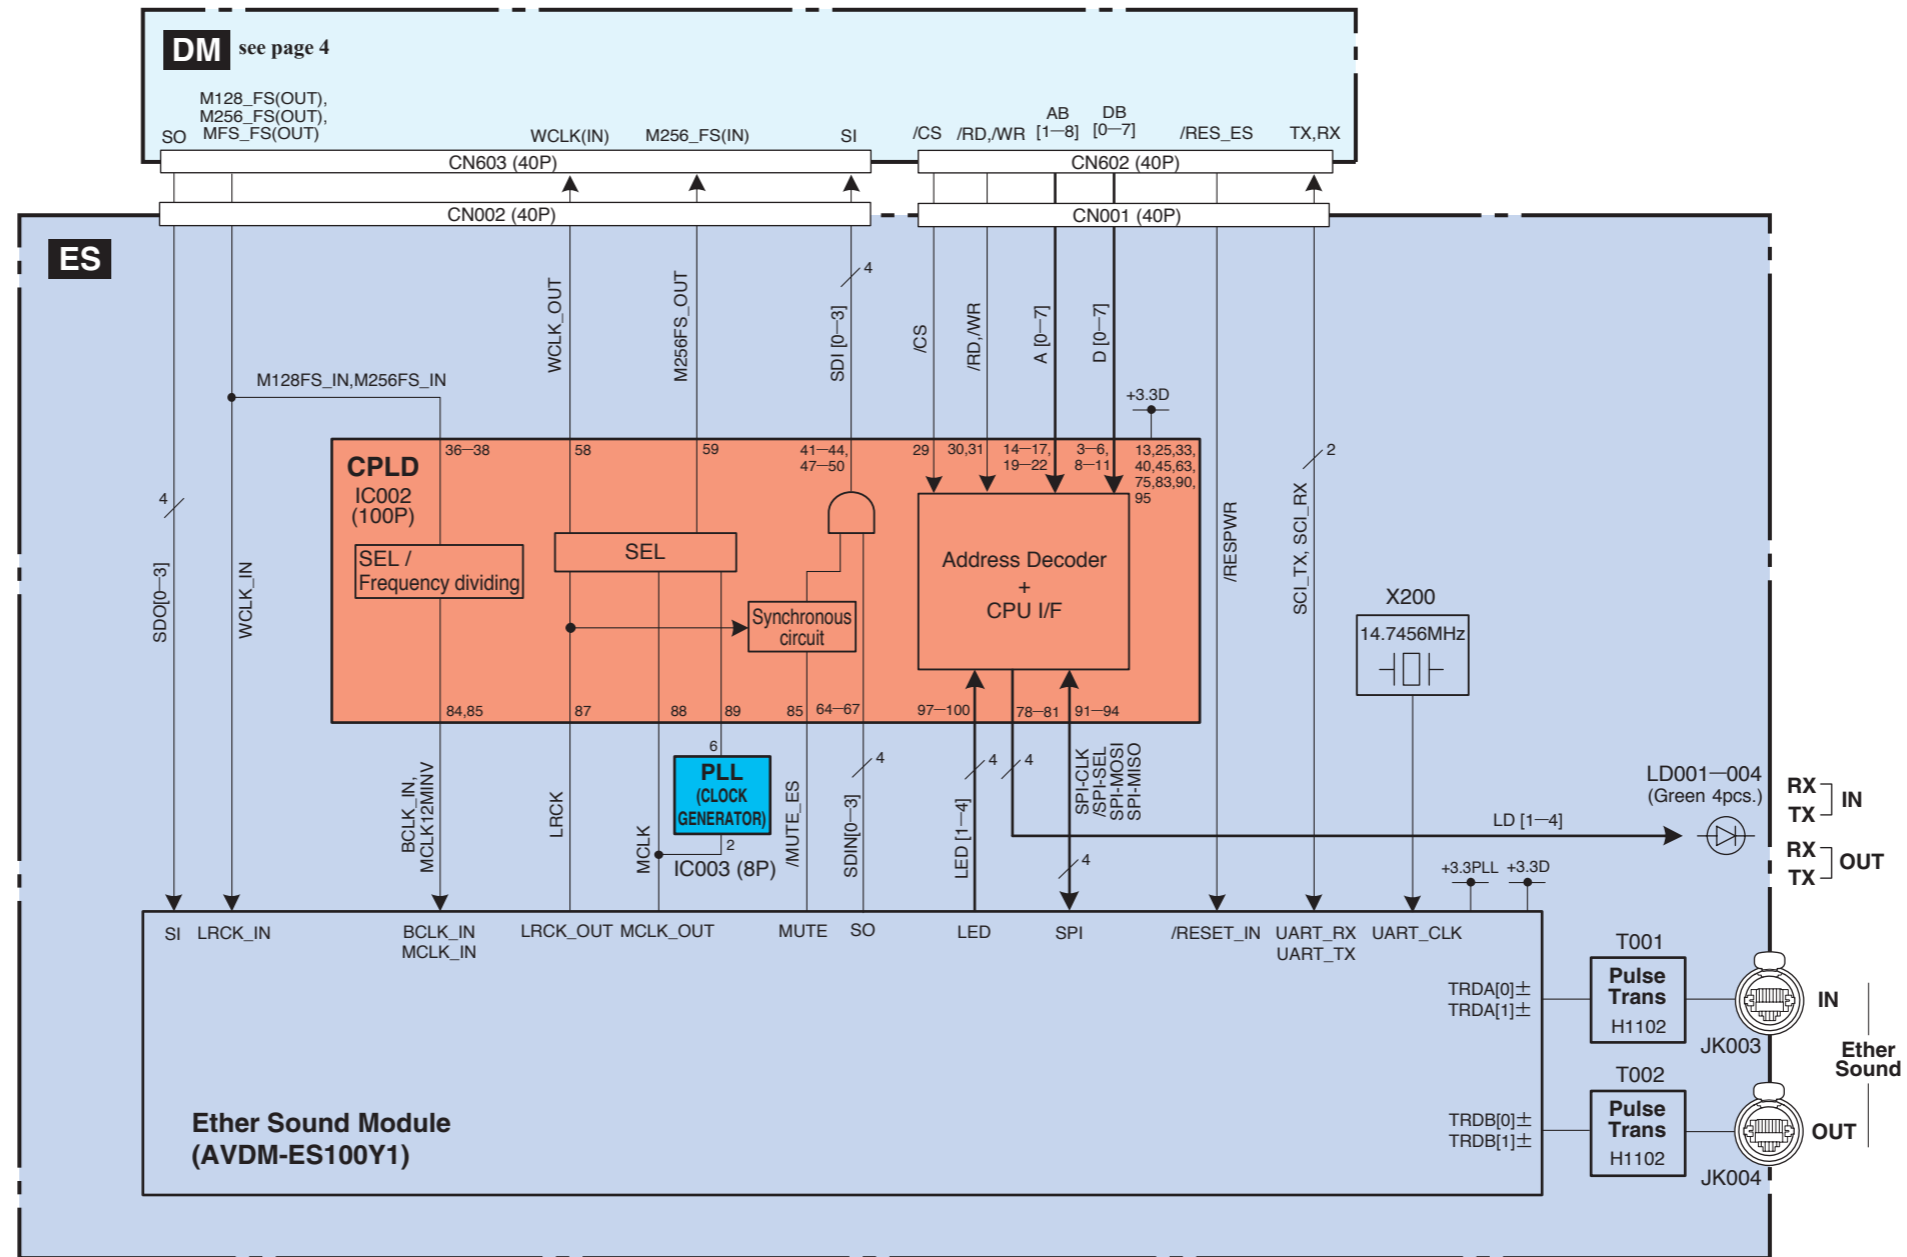 DM see page 4
M128_FS(OUT),
M256_FS(OUT),
MFS_FS(OUT)
SO
WCLK(IN)
M256_FS(IN)
SI
/CS
/RD,/WR
AB
[1—8]
DB
[0—7]
/RES_ES
TX,RX
CN603 (40P)
CN602 (40P)
CN002 (40P)
CN001 (40P)
ES
WCLK_OUT
M256FS_OUT
SDI [0—3]
4
/CS
/RD,/WR
A [0—7]
D [0—7]
M128FS_IN,M256FS_IN
+3.3D
CPLD
IC002
(100P)
36—38
58
59
41—44,
47—50
29
30,31
14—17,
19—22
3—6,
8—11
13,25,33,
40,45,63,
75,83,90,
95
2
4
SDO[0—3]
WCLK_IN
SEL /
Frequency dividing
SEL
Synchronous
circuit
Address Decoder
+
CPU I/F
/RESPWR
SCI_TX, SCI_RX
X200
14.7456MHz
84,85
87
88
89
85
64—67
97—100
78—81
91—94
BCLK_IN,
MCLK12MINV
LRCK
MCLK
6
PLL
(CLOCK
GENERATOR)
2
IC003 (8P)
/MUTE_ES
SDIN[0—3]
4
LED [1—4]
4
4
SPI-CLK
/SPI-SEL
SPI-MOSI
SPI-MISO
4
LD001—004
(Green 4pcs.)
LD [1—4]
RX
TX
IN
RX
TX
OUT
+3.3PLL
+3.3D
SI
LRCK_IN
BCLK_IN
MCLK_IN
LRCK_OUT
MCLK_OUT
MUTE
SO
LED
SPI
/RESET_IN
UART_RX
UART_TX
UART_CLK
TRDA[0]±
TRDA[1]±
T001
Pulse
Trans
H1102
JK003
IN
Ether
Sound
TRDB[0]±
TRDB[1]±
T002
Pulse
Trans
H1102
JK004
OUT
Ether Sound Module
(AVDM-ES100Y1)